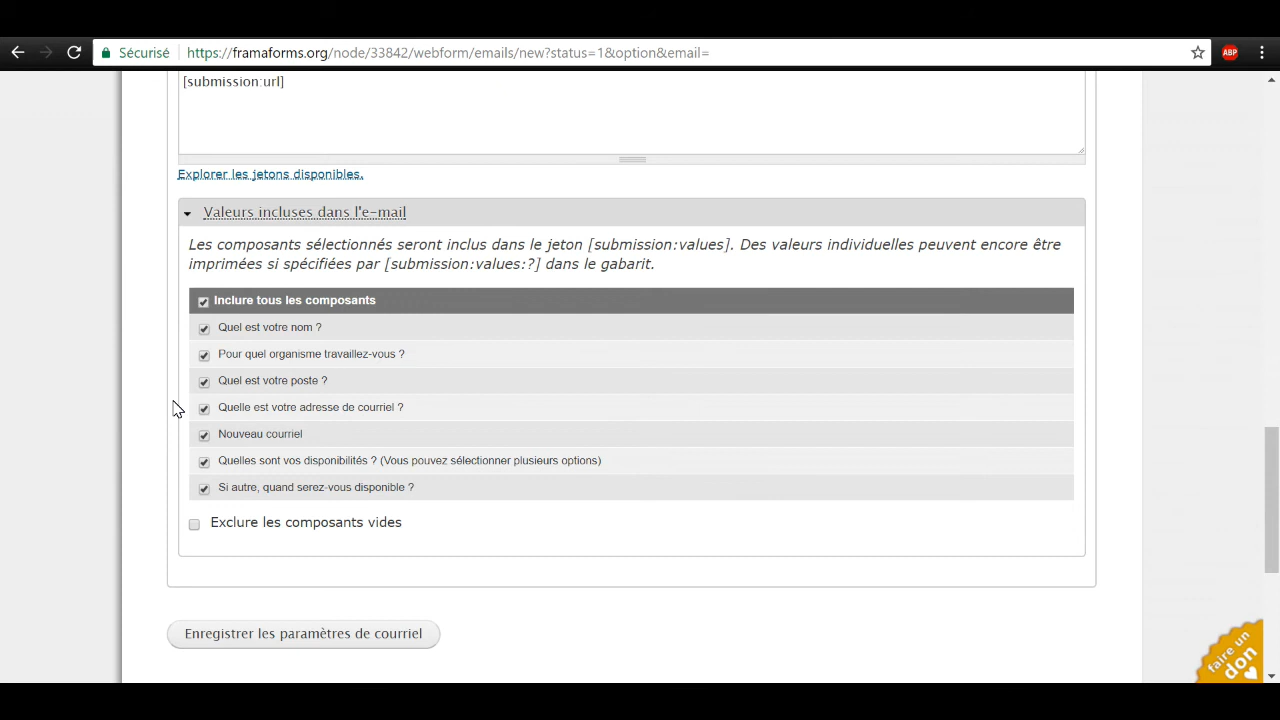 Sécurisé https://framaforms.org/node/33842/webform/emails/new?status=1&option&email=
ABP
[submission:url]
Explorer les jetons disponibles.
Valeurs incluses dans l'e-mail
Les composants sélectionnés seront inclus dans le jeton [submission:values]. Des valeurs individuelles peuvent encore être
imprimées si spécifiées par [submission:values:?] dans le gabarit.
Inclure tous les composants
Quel est votre nom ?
Pour quel organisme travaillez-vous ?
Quel est votre poste ?
Quelle est votre adresse de courriel ?
Nouveau courriel
Quelles sont vos disponibilités ? (Vous pouvez sélectionner plusieurs options)
Si autre, quand serez-vous disponible ?
Exclure les composants vides
Enregistrer les paramètres de courriel
faire un
don